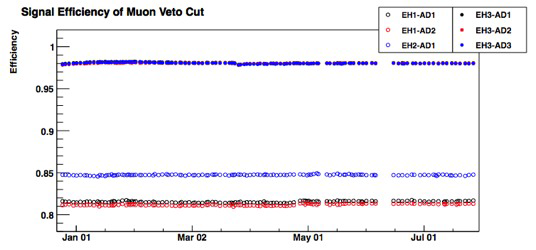 Signal Efficiency of Muon Veto Cut
EH1-AD1
EH3-AD1
EH1-AD2
EH3-AD2
EH2-AD1
EH3-AD3
Efficiency
1
0.95
0.9
0.85
0.8
Jan 01
Mar 02
May 01
Jul 01